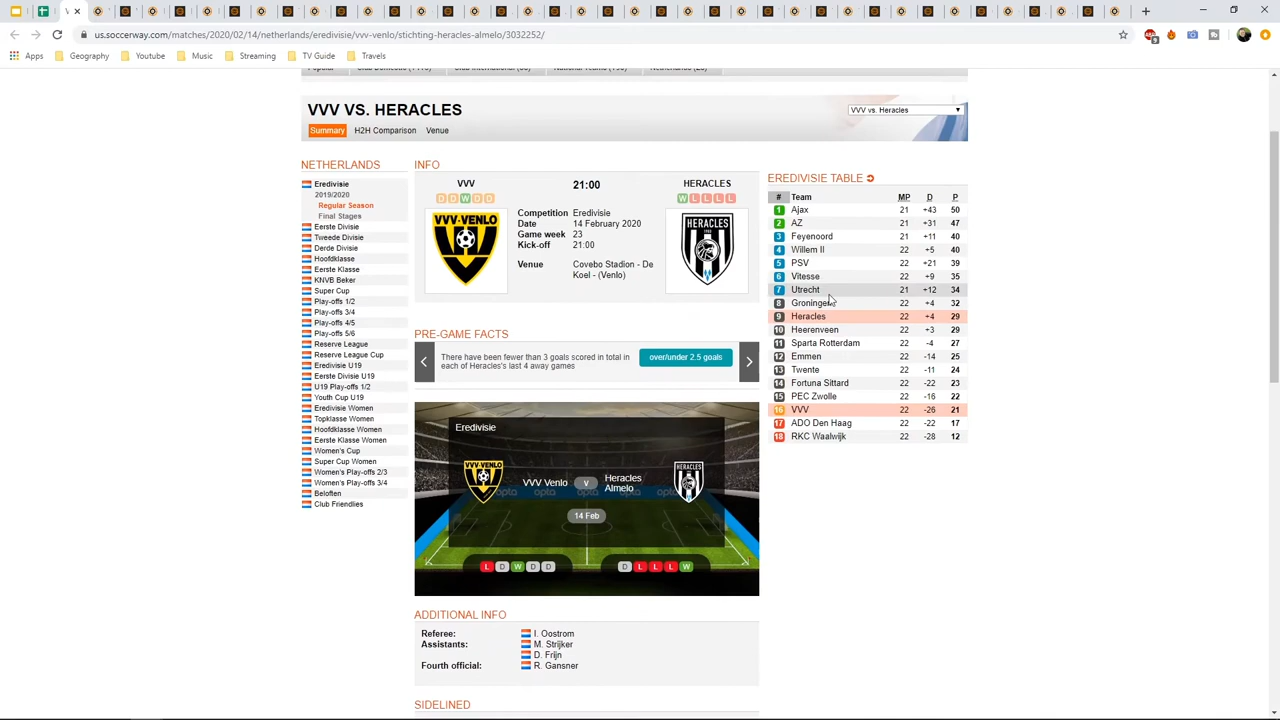 us.soccerway.com/matches/2020/02/14/netherlands/eredivisie/vvv-venlo/stichting-heracles-almelo/3032252/
Apps Geography Youtube Music Streaming TV Guide Travels
VVV VS. HERACLES
VVV vs. Heracles
Summary H2H Comparison Venue
NETHERLANDS
Eredivisie
2019/2020
Regular Season
Final Stages
Eerste Divisie
Tweede Divisie
Derde Divisie
Hoofdklasse
Eerste Klasse
KNVB Beker
Super Cup
Play-offs 1/2
Play-offs 3/4
Play-offs 4/5
Play-offs 5/6
Reserve League
Reserve League Cup
Eredivisie U19
Eerste Divisie U19
U19 Play-offs 1/2
Youth Cup U19
Eredivisie Women
Topklasse Women
Hoofdklasse Women
Eerste Klasse Women
Women's Cup
Super Cup Women
Women's Play-offs 2/3
Women's Play-offs 3/4
Beloften
Club Friendlies
INFO
VVV 21:00 HERACLES
D D W D D
W L L L L
VVV-VENLO
HERACLES
Competition Eredivisie
Date 14 February 2020
Game week 23
Kick-off 21:00
Venue Covebo Stadion - De
Koel - (Venlo)
PRE-GAME FACTS
There have been fewer than 3 goals scored in total in
each of Heracles's last 4 away games
over/under 2.5 goals
Eredivisie
VVV-VENLO
VVV Venlo v Heracles
Almelo
HERACLES
opta opta opta opta
14 Feb
L D W D D
D L L L W
ADDITIONAL INFO
Referee: I. Oostrom
Assistants: M. Strijker
D. Frijn
Fourth official: R. Gansner
SIDELINED
EREDIVISIE TABLE
# Team MP D P
1 Ajax 21 +43 50
2 AZ 21 +31 47
3 Feyenoord 21 +11 40
4 Willem II 22 +5 40
5 PSV 22 +21 39
6 Vitesse 22 +9 35
7 Utrecht 21 +12 34
8 Groningen 22 +4 32
9 Heracles 22 +4 29
10 Heerenveen 22 +3 29
11 Sparta Rotterdam 22 -4 27
12 Emmen 22 -14 25
13 Twente 22 -11 24
14 Fortuna Sittard 22 -22 23
15 PEC Zwolle 22 -16 22
16 VVV 22 -26 21
17 ADO Den Haag 22 -22 17
18 RKC Waalwijk 22 -28 12